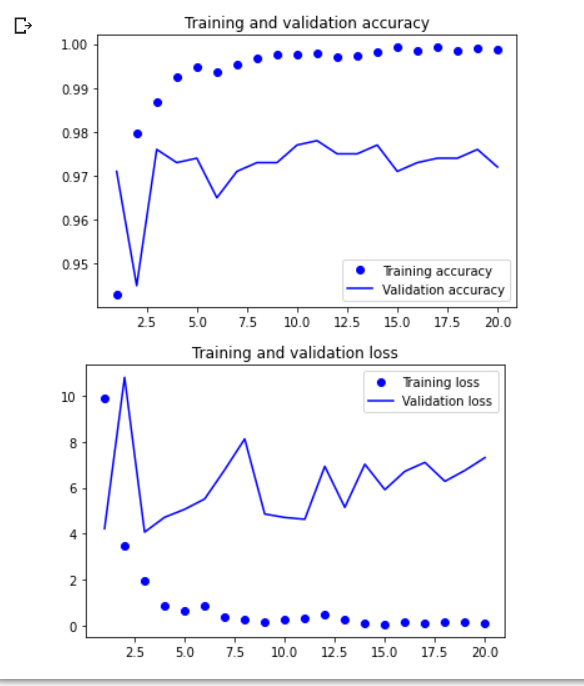 Training and validation accuracy
1.00
0.99
0.98
0.97
0.96
0.95
Training accuracy
Validation accuracy
2.5 5.0 7.5 10.0 12.5 15.0 17.5 20.0
Training and validation loss
10
8
6
4
2
0
Training loss
Validation loss
2.5 5.0 7.5 10.0 12.5 15.0 17.5 20.0